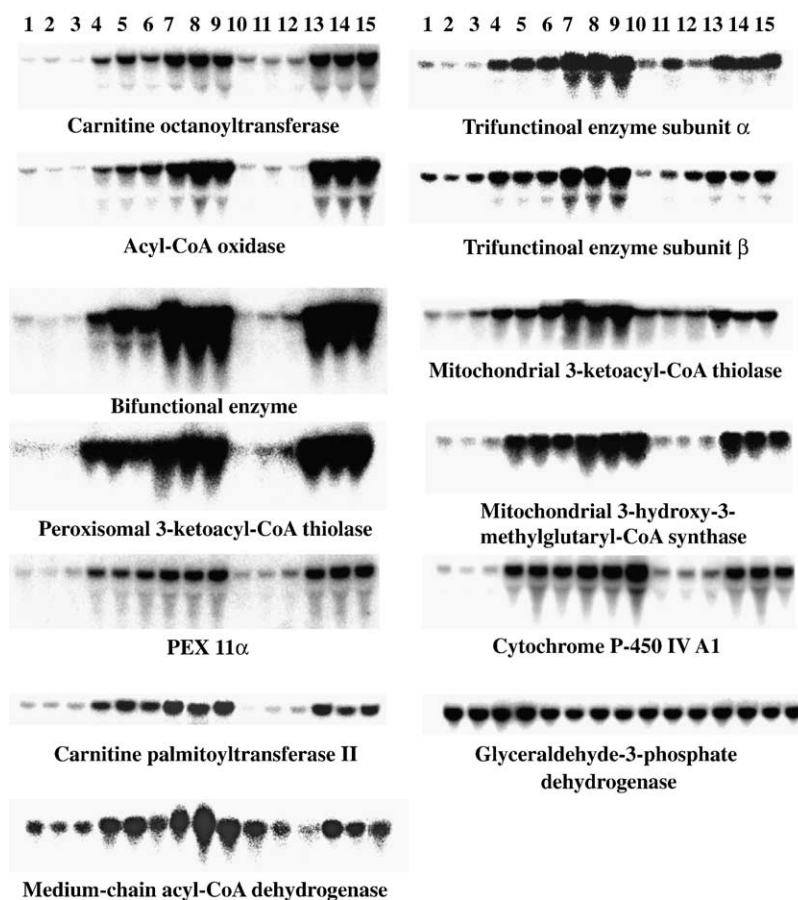 1 2 3 4 5 6 7 8 9 10 11 12 13 14 15
Carnitine octanoyltransferase
Acyl-CoA oxidase
Bifunctional enzyme
Peroxisomal 3-ketoacyl-CoA thiolase
PEX 11α
Carnitine palmitoyltransferase II
Medium-chain acyl-CoA dehydrogenase
1 2 3 4 5 6 7 8 9 10 11 12 13 14 15
Trifunctinoal enzyme subunit α
Trifunctinoal enzyme subunit β
Mitochondrial 3-ketoacyl-CoA thiolase
Mitochondrial 3-hydroxy-3-
methylglutaryl-CoA synthase
Cytochrome P-450 IV A1
Glyceraldehyde-3-phosphate
dehydrogenase